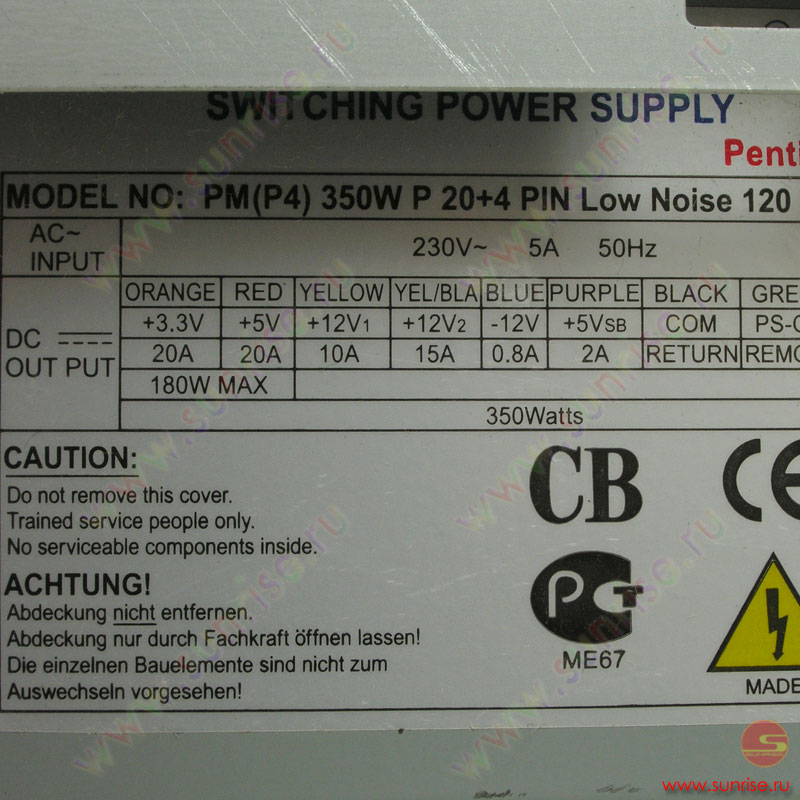 SWITCHING POWER SUPPLY
Penti
MODEL NO: PM(P4) 350W P 20+4 PIN Low Noise 120
AC~ INPUT 230V~ 5A 50Hz
DC OUT PUT
ORANGE RED YELLOW YEL/BLA BLUE PURPLE BLACK GRE
+3.3V +5V +12V1 +12V2 -12V +5VSB COM PS-O
20A 20A 10A 15A 0.8A 2A RETURN REMO
180W MAX
350Watts
CAUTION:
Do not remove this cover.
Trained service people only.
No serviceable components inside.
ACHTUNG!
Abdeckung nicht entfernen.
Abdeckung nur durch Fachkraft öffnen lassen!
Die einzelnen Bauelemente sind nicht zum
Auswechseln vorgesehen!
CB
CE
PCT
ME67
MADE
www.sunrise.ru